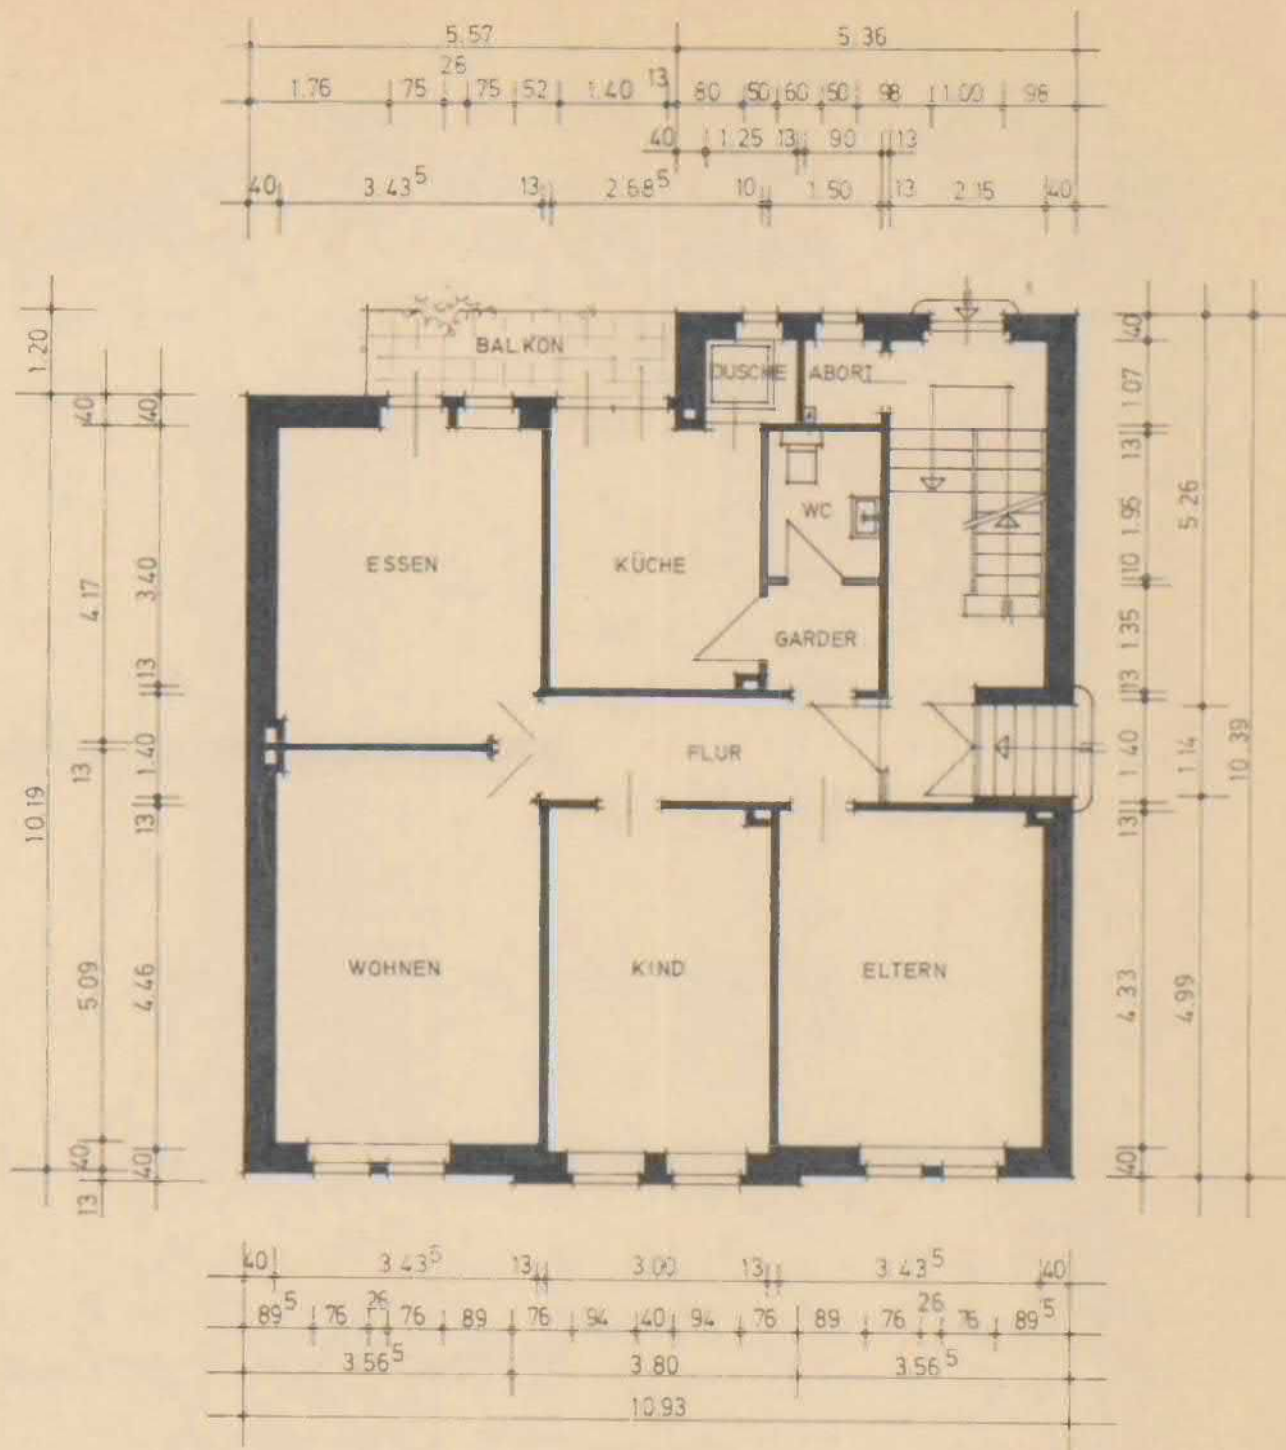 5.57 5.36
26 13
1.76 75 75 52 1.40 80 50 60 50 98 1.00 98
40 1.25 13 90 13
40 3.43⁵ 13 2.68⁵ 10 1.50 13 2.15 40
1.20
10.19
40
4.17
13
5.09
40
13
40
3.40
13
1.40
13
4.46
40
BALKON
DUSCHE
ABORT
WC
ESSEN
KÜCHE
GARDER
FLUR
WOHNEN
KIND
ELTERN
40
1.07
13
1.95
10
1.35
13
1.40
13
4.33
40
5.26
1.14
4.99
10.39
40 3.43⁵ 13 3.00 13 3.43⁵ 40
89⁵ 76 26 76 89 76 94 40 94 76 89 76 26 76 89⁵
3.56⁵ 3.80 3.56⁵
10.93